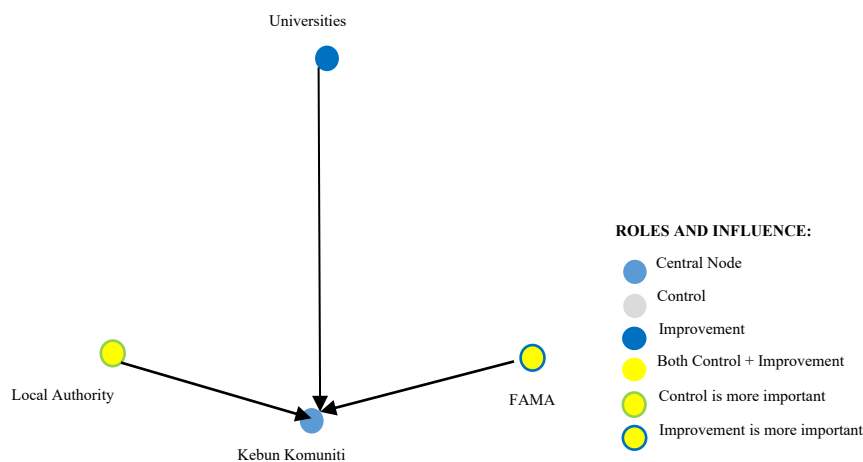 Universities
ROLES AND INFLUENCE:
Central Node
Control
Improvement
Both Control + Improvement
Control is more important
Improvement is more important
Local Authority
FAMA
Kebun Komuniti